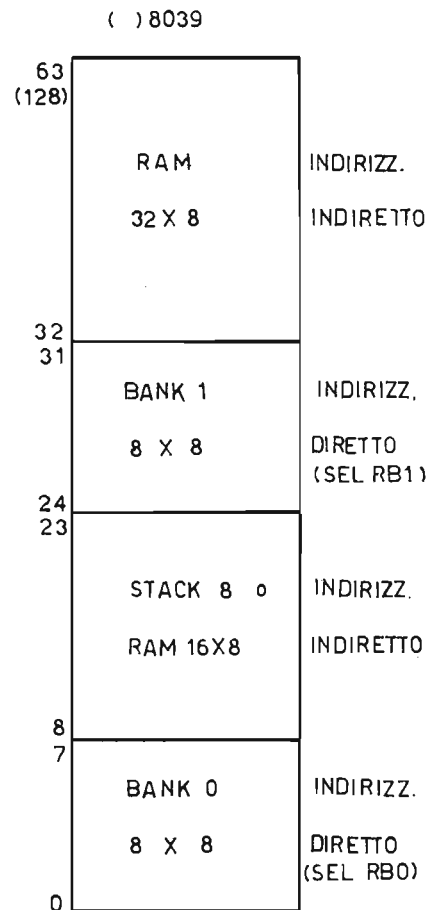 ( ) 8039
63
(128)
RAM INDIRIZZ.
32 X 8 INDIRETTO
32
31
BANK 1 INDIRIZZ.
8 X 8 DIRETTO
(SEL RB1)
24
23
STACK 8 o INDIRIZZ.
RAM 16X8 INDIRETTO
8
7
BANK 0 INDIRIZZ.
8 X 8 DIRETTO
(SEL RB0)
0